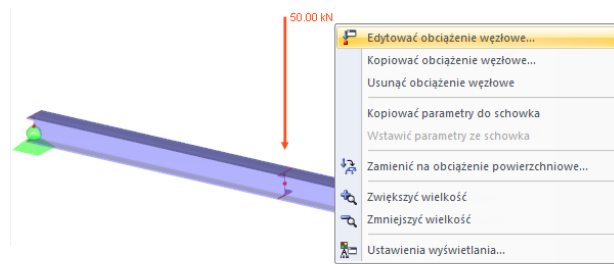 50.00 kN
Edytować obciążenie węzłowe...
Kopiować obciążenie węzłowe...
Usunąć obciążenie węzłowe
Kopiować parametry do schowka
Wstawić parametry ze schowka
Zamienić na obciążenie powierzchniowe...
Zwiększyć wielkość
Zmniejszyć wielkość
Ustawienia wyświetlania...